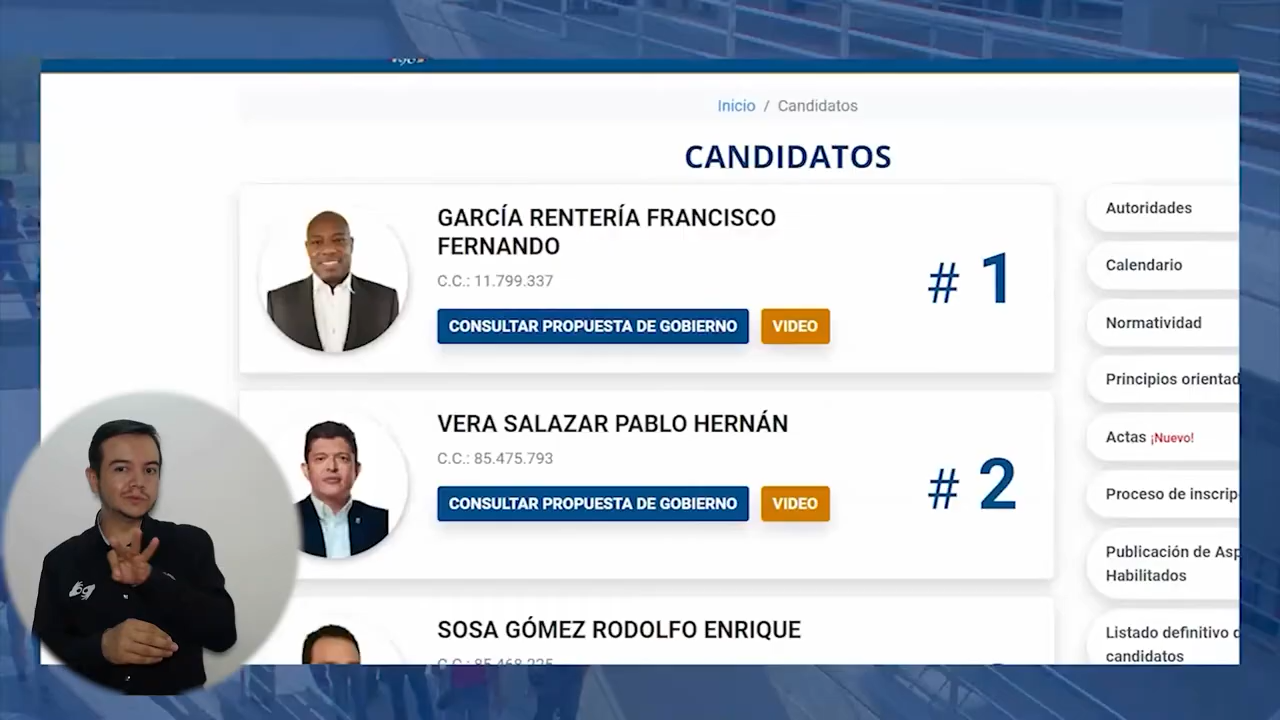 Inicio / Candidatos
CANDIDATOS
GARCÍA RENTERÍA FRANCISCO
FERNANDO
C.C.: 11.799.337
CONSULTAR PROPUESTA DE GOBIERNO
VIDEO
# 1
VERA SALAZAR PABLO HERNÁN
C.C.: 85.475.793
CONSULTAR PROPUESTA DE GOBIERNO
VIDEO
# 2
SOSA GÓMEZ RODOLFO ENRIQUE
Autoridades
Calendario
Normatividad
Principios orientad
Actas ¡Nuevo!
Proceso de inscrip
Publicación de Asp
Habilitados
Listado definitivo d
candidatos